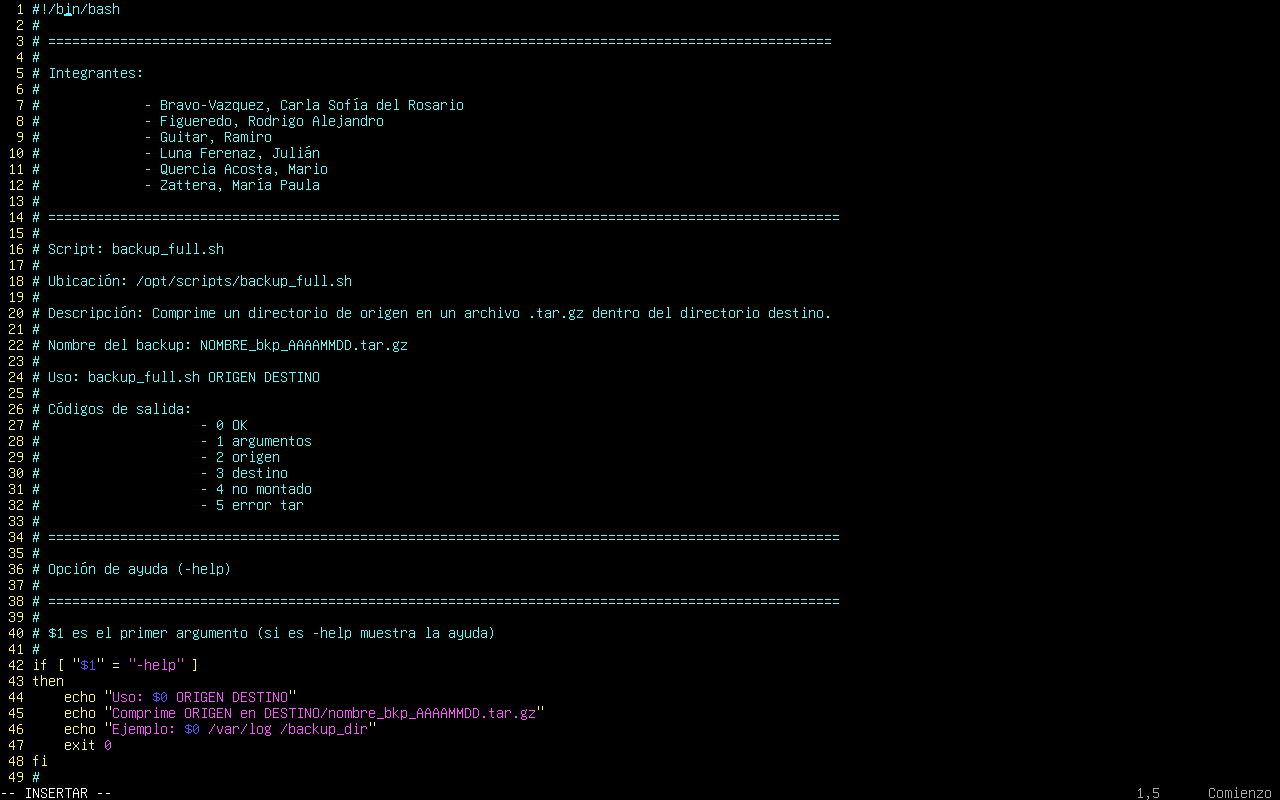 1 #!/bin/bash
2 #
3 # ==================================================================================================
4 #
5 # Integrantes:
6 #
7 #             - Bravo-Vazquez, Carla Sofía del Rosario
8 #             - Figueredo, Rodrigo Alejandro
9 #             - Guitar, Ramiro
10 #             - Luna Ferenaz, Julián
11 #             - Quercia Acosta, Mario
12 #             - Zattera, María Paula
13 #
14 # ===================================================================================================
15 #
16 # Script: backup_full.sh
17 #
18 # Ubicación: /opt/scripts/backup_full.sh
19 #
20 # Descripción: Comprime un directorio de origen en un archivo .tar.gz dentro del directorio destino.
21 #
22 # Nombre del backup: NOMBRE_bkp_AAAAMMDD.tar.gz
23 #
24 # Uso: backup_full.sh ORIGEN DESTINO
25 #
26 # Códigos de salida:
27 #                    - 0 OK
28 #                    - 1 argumentos
29 #                    - 2 origen
30 #                    - 3 destino
31 #                    - 4 no montado
32 #                    - 5 error tar
33 #
34 # ===================================================================================================
35 #
36 # Opción de ayuda (-help)
37 #
38 # ===================================================================================================
39 #
40 # $1 es el primer argumento (si es -help muestra la ayuda)
41 #
42 if [ "$1" = "-help" ]
43 then
44     echo "Uso: $0 ORIGEN DESTINO"
45     echo "Comprime ORIGEN en DESTINO/nombre_bkp_AAAAMMDD.tar.gz"
46     echo "Ejemplo: $0 /var/log /backup_dir"
47     exit 0
48 fi
49 #
-- INSERTAR -- 1,5 Comienzo